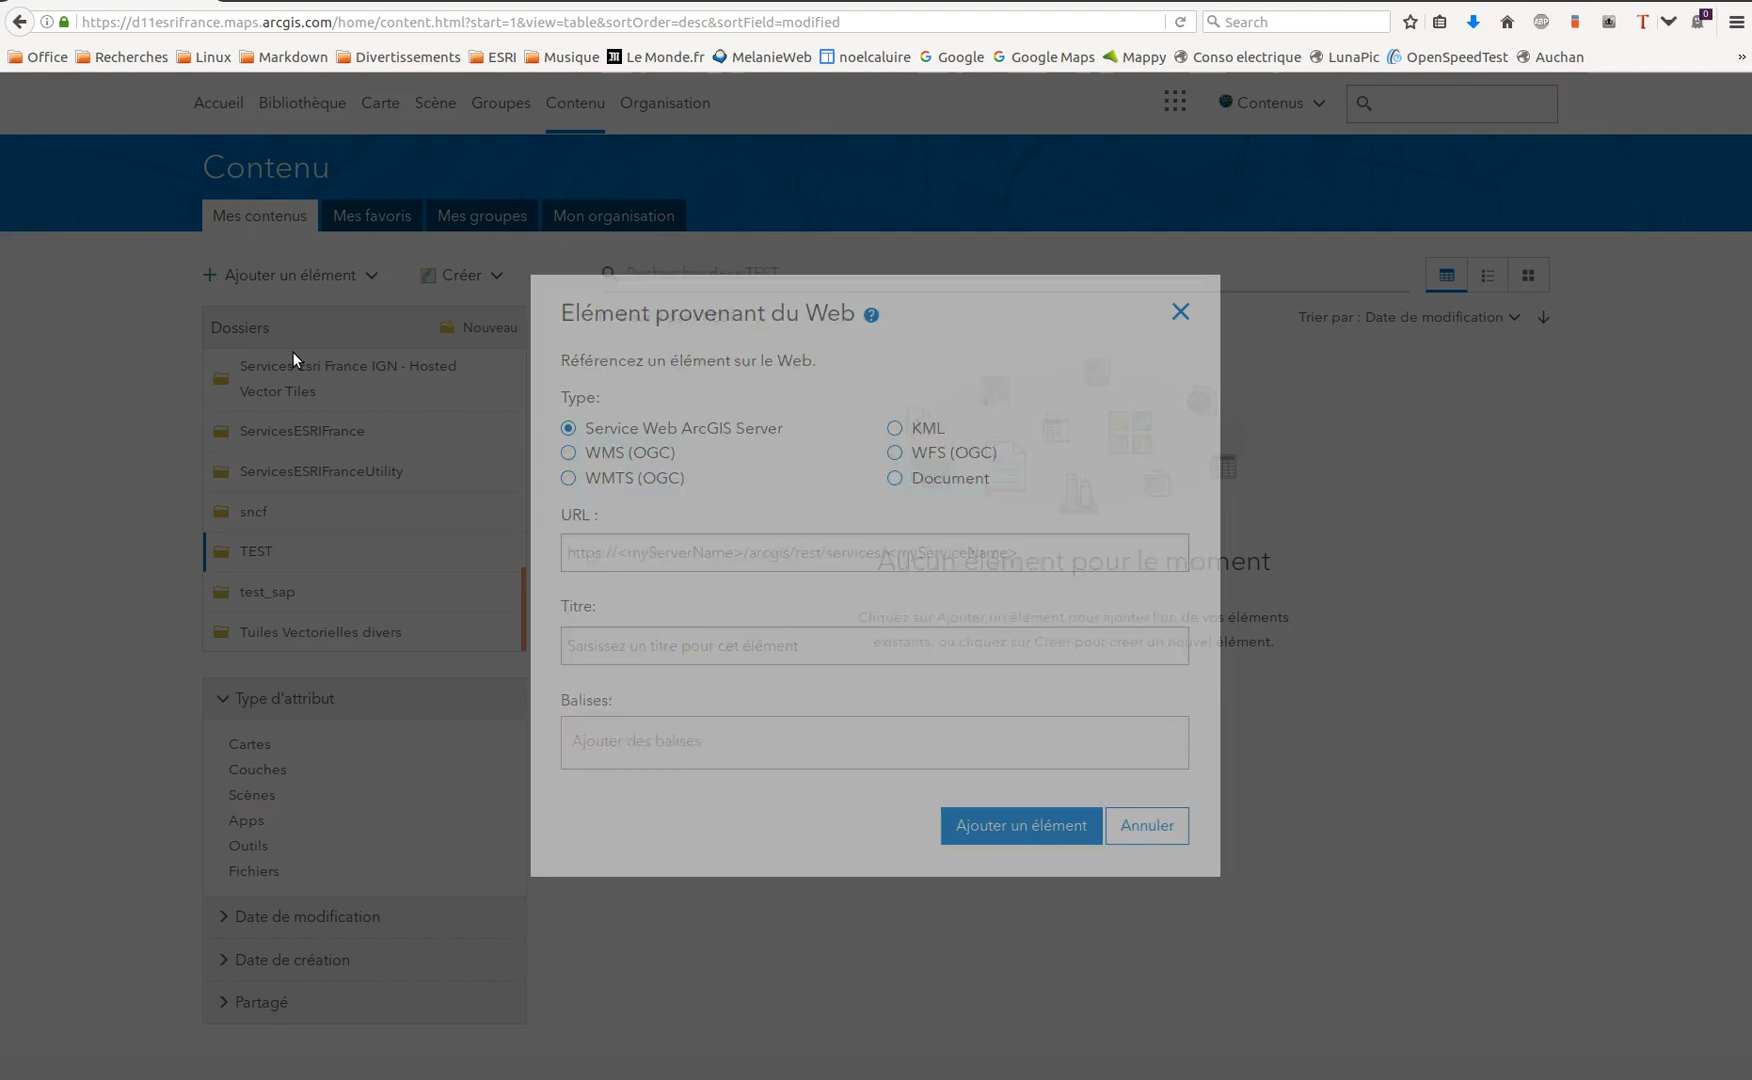 https://d11esrifrance.maps.arcgis.com/home/content.html?start=1&view=table&sortOrder=desc&sortField=modified
Search
ABP
T
0
Office Recherches Linux Markdown Divertissements ESRI Musique Le Monde.fr MelanieWeb noelcaluire Google Google Maps Mappy Conso electrique LunaPic OpenSpeedTest Auchan »
Accueil Bibliothèque Carte Scène Groupes Contenu Organisation
Contenus
Contenu
Mes contenus Mes favoris Mes groupes Mon organisation
+ Ajouter un élément Créer
Trier par : Date de modification
Dossiers Nouveau
Services Esri France IGN - Hosted
Vector Tiles
ServicesESRIFrance
ServicesESRIFranceUtility
sncf
TEST
test_sap
Tuiles Vectorielles divers
Type d'attribut
Cartes
Couches
Scènes
Apps
Outils
Fichiers
Date de modification
Date de création
Partagé
Elément provenant du Web ?
Référencez un élément sur le Web.
Type:
Service Web ArcGIS Server KML
WMS (OGC) WFS (OGC)
WMTS (OGC) Document
URL :
https://<myServerName>/arcgis/rest/services/<myServiceName>
Aucun élément pour le moment
Titre:
Cliquez sur Ajouter un élément pour ajouter l'un de vos éléments
existants, ou cliquez sur Créer pour créer un nouvel élément.
Saisissez un titre pour cet élément
Balises:
Ajouter des balises
Ajouter un élément Annuler